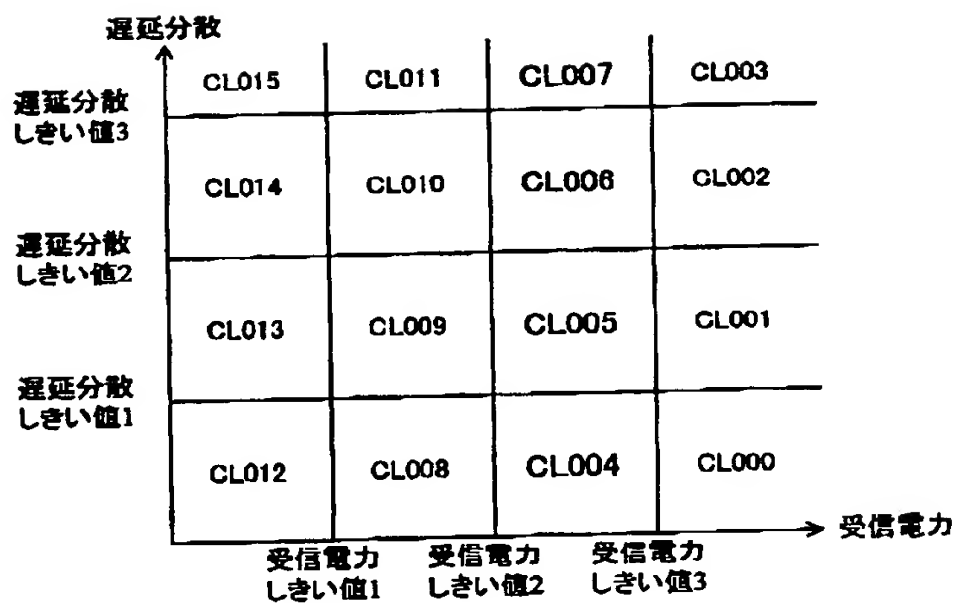 遅延分散
CL015 CL011 CL007 CL003
遅延分散
しきい値3
CL014 CL010 CL006 CL002
遅延分散
しきい値2
CL013 CL009 CL005 CL001
遅延分散
しきい値1
CL012 CL008 CL004 CL000
受信電力
受信電力 受信電力 受信電力
しきい値1 しきい値2 しきい値3